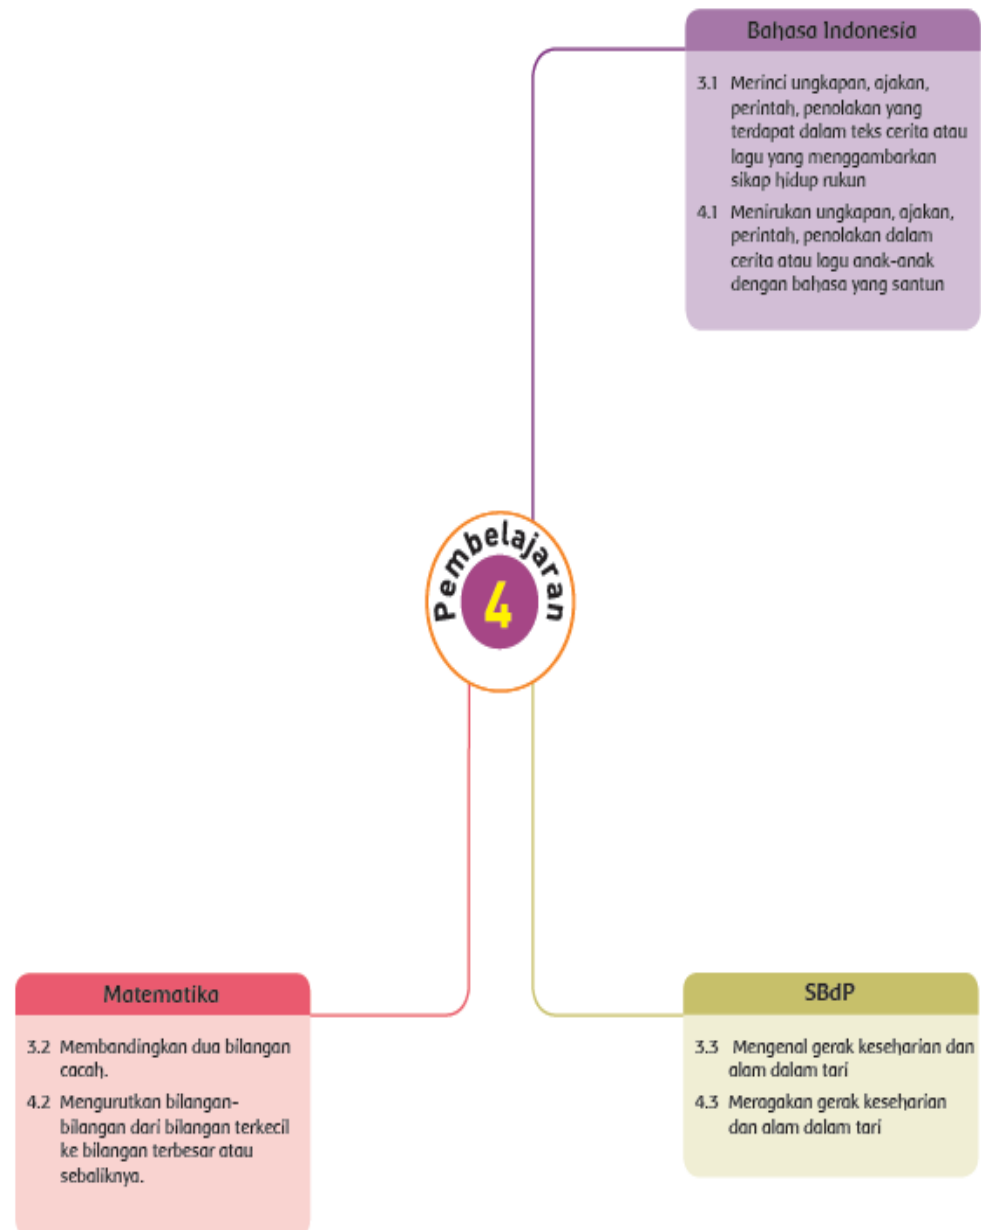 Bahasa Indonesia
3.1 Merinci ungkapan, ajakan,
perintah, penolakan yang
terdapat dalam teks cerita atau
lagu yang menggambarkan
sikap hidup rukun
4.1 Menirukan ungkapan, ajakan,
perintah, penolakan dalam
cerita atau lagu anak-anak
dengan bahasa yang santun
Pembelajaran
4
Matematika
3.2 Membandingkan dua bilangan
cacah.
4.2 Mengurutkan bilangan-
bilangan dari bilangan terkecil
ke bilangan terbesar atau
sebaliknya.
SBdP
3.3 Mengenal gerak keseharian dan
alam dalam tari
4.3 Meragakan gerak keseharian
dan alam dalam tari